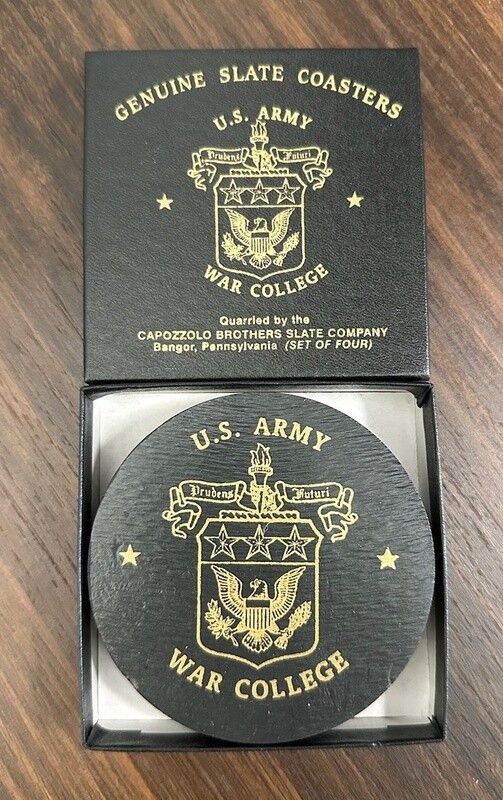 GENUINE SLATE COASTERS
U.S. ARMY
Prudens Futuri
WAR COLLEGE
Quarried by the
CAPOZZOLO BROTHERS SLATE COMPANY
Bangor, Pennsylvania (SET OF FOUR)
U.S. ARMY
Prudens Futuri
WAR COLLEGE